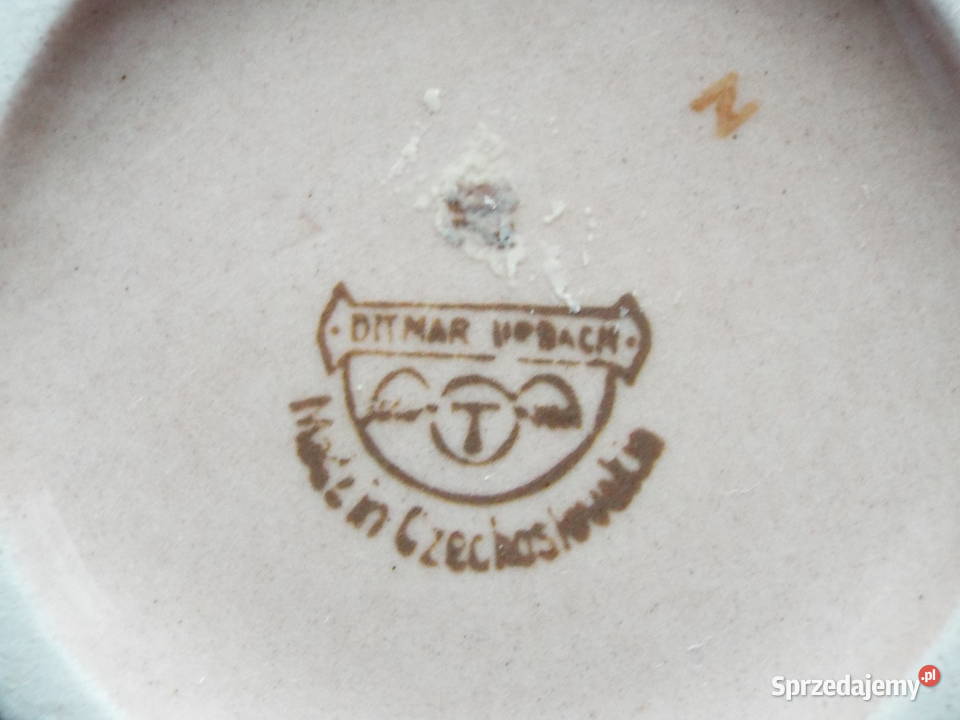 N
· DITMAR URBACH ·
T
Made in Czechoslovakia
Sprzedajemy.pl